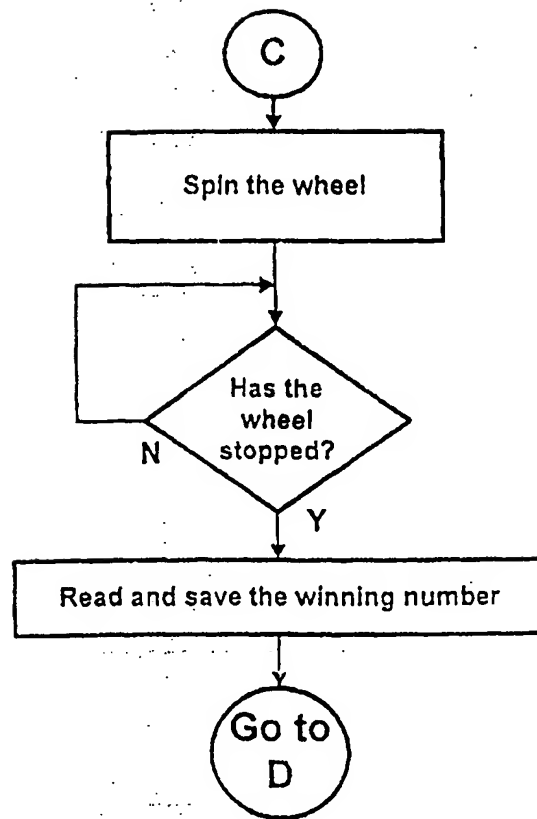 C
Spin the wheel
Has the
wheel
stopped?
N
Y
Read and save the winning number
Go to
D